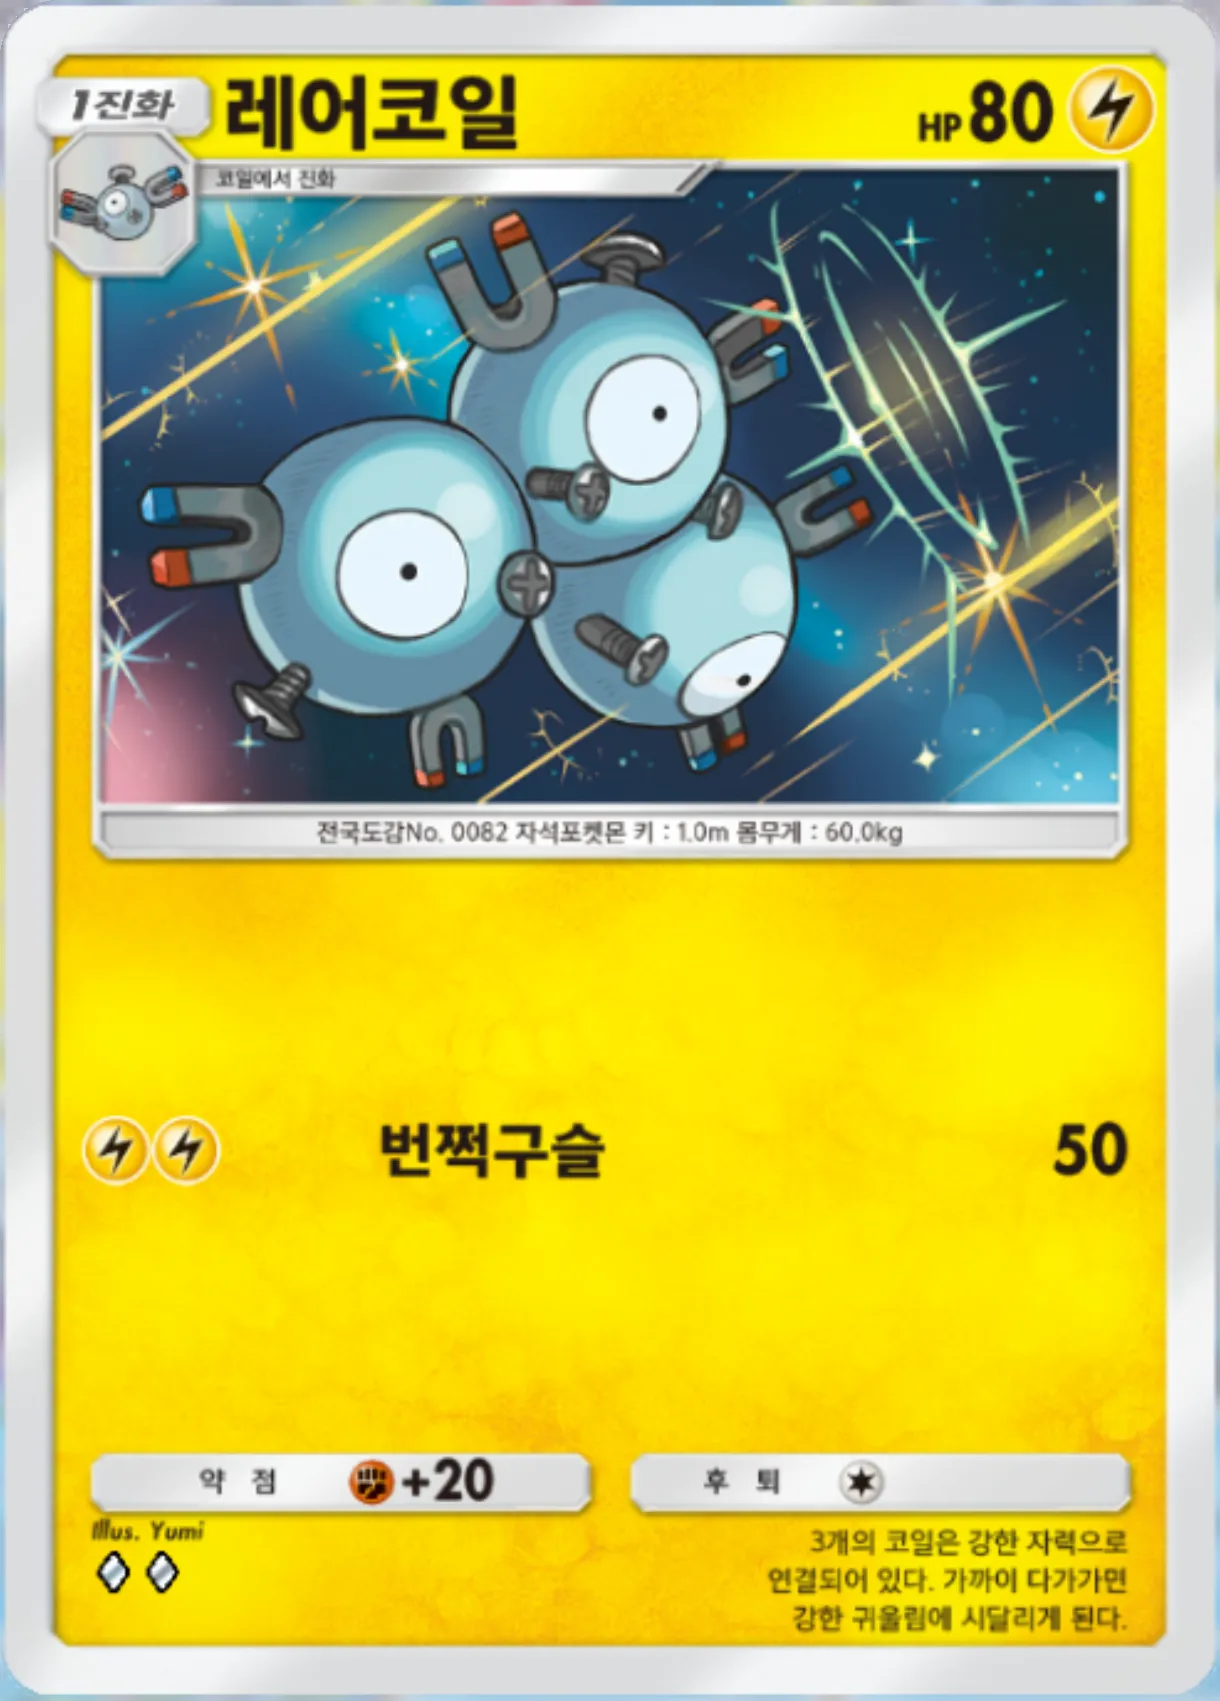 1진화
레어코일
HP 80
코일에서 진화
전국도감No. 0082 자석포켓몬 키 : 1.0m 몸무게 : 60.0kg
번쩍구슬 50
약점 +20
후퇴
Illus. Yumi
3개의 코일은 강한 자력으로
연결되어 있다. 가까이 다가가면
강한 귀울림에 시달리게 된다.